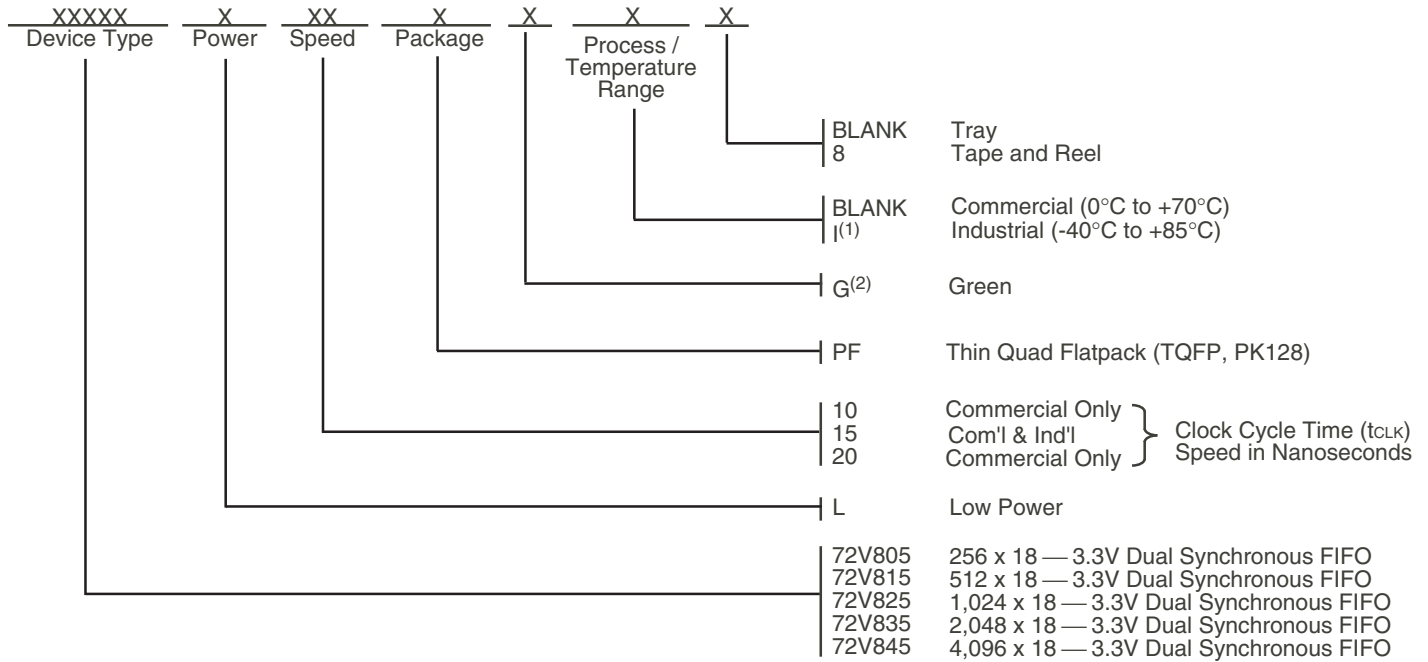 XXXXX X XX X X X X
Device Type Power Speed Package Process /
Temperature
Range
BLANK Tray
8 Tape and Reel
BLANK Commercial (0°C to +70°C)
I(1) Industrial (-40°C to +85°C)
G(2) Green
PF Thin Quad Flatpack (TQFP, PK128)
10 Commercial Only
15 Com'l & Ind'l Clock Cycle Time (tCLK)
20 Commercial Only Speed in Nanoseconds
L Low Power
72V805 256 x 18 — 3.3V Dual Synchronous FIFO
72V815 512 x 18 — 3.3V Dual Synchronous FIFO
72V825 1,024 x 18 — 3.3V Dual Synchronous FIFO
72V835 2,048 x 18 — 3.3V Dual Synchronous FIFO
72V845 4,096 x 18 — 3.3V Dual Synchronous FIFO